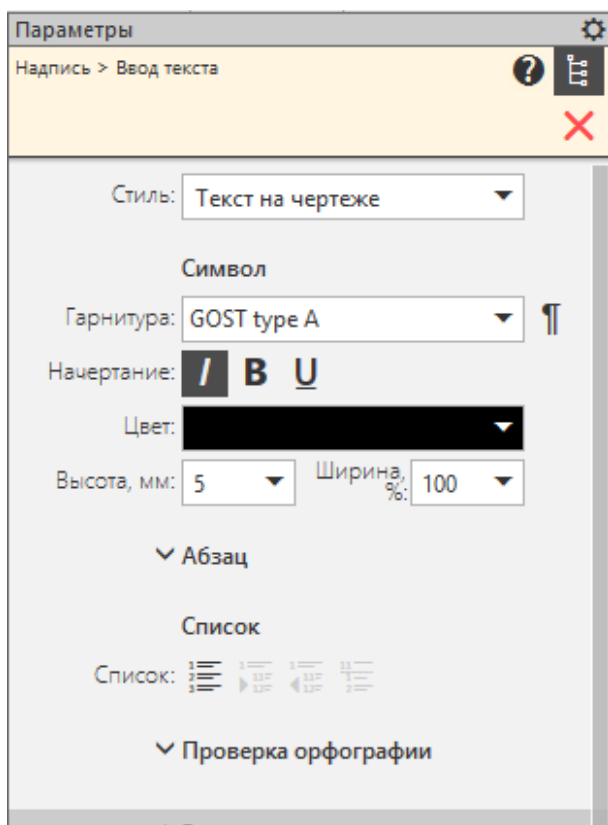 Параметры
Надпись > Ввод текста
Стиль: Текст на чертеже
Символ
Гарнитура: GOST type A ¶
Начертание: I B U
Цвет:
Высота, мм: 5 Ширина, %: 100
Абзац
Список
Список:
Проверка орфографии